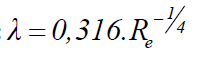 : λ = 0,316.Re^-1/4